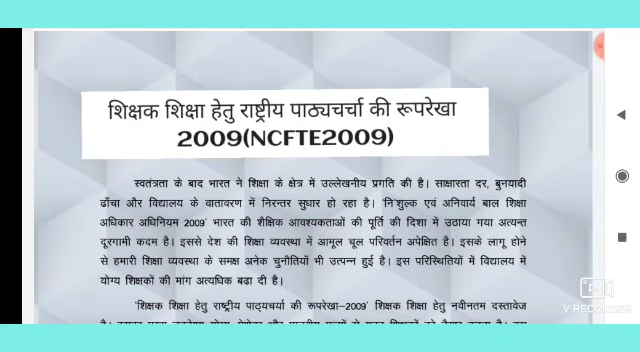 शिक्षक शिक्षा हेतु राष्ट्रीय पाठ्यचर्चा की रूपरेखा
2009(NCFTE2009)
स्वतंत्रता के बाद भारत ने शिक्षा के क्षेत्र में उल्लेखनीय प्रगति की है। साक्षारता दर, बुनयादी
ढाँचा और विद्यालय के वातावरण में निरन्तर सुधार हो रहा है। 'नि'शुल्क एवं अनिवार्य बाल शिक्षा
अधिकार अधिनियम 2009' भारत की शैक्षिक आवश्यकताओं की पूर्ति की दिशा में उठाया गया अत्यन्त
दूरगामी कदम है। इससे देश की शिक्षा व्यवस्था में आमूल चूल परिवर्तन अपेक्षित है। इसके लागू होने
से हमारी शिक्षा व्यवस्था के समक्ष अनेक चुनौतियाँ भी उत्पन्न हुई है। इस परिस्थितियों में विद्यालय में
योग्य शिक्षकों की मांग अत्यधिक बढा दी है।
'शिक्षक शिक्षा हेतु राष्ट्रीय पाठ्यचर्या की रूपरेखा–2009' शिक्षक शिक्षा हेतु नवीनतम दस्तावेज
V RECORDER